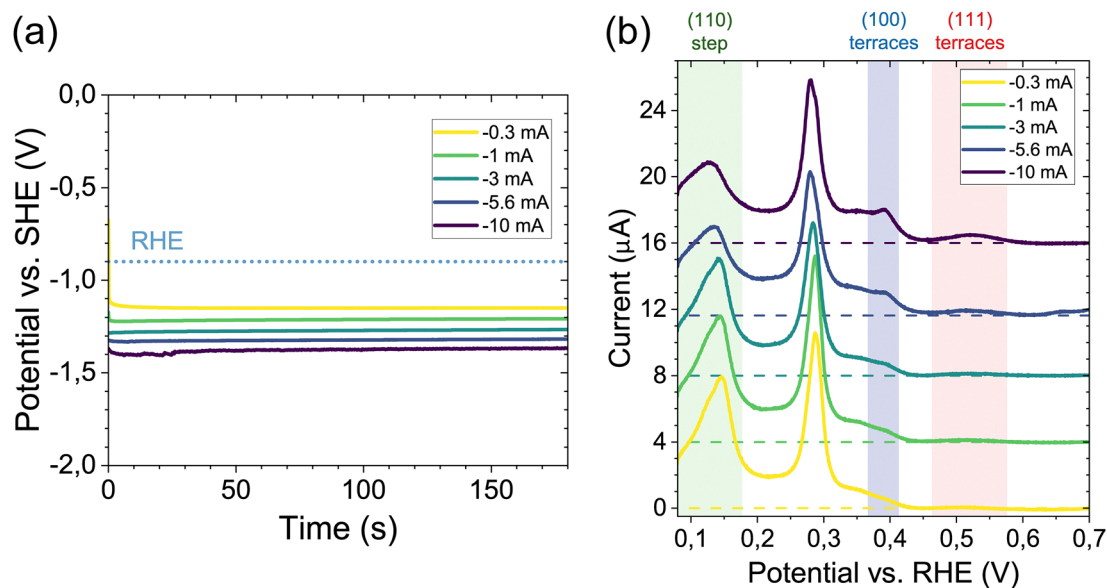 (a)
Potential vs. SHE (V)
0,0
-0,5
-1,0
-1,5
-2,0
RHE
-0.3 mA
-1 mA
-3 mA
-5.6 mA
-10 mA
0
50
100
150
Time (s)
(b)
(110)
step
(100)
terraces
(111)
terraces
Current (μA)
24
20
16
12
8
4
0
-0.3 mA
-1 mA
-3 mA
-5.6 mA
-10 mA
0,1
0,2
0,3
0,4
0,5
0,6
0,7
Potential vs. RHE (V)